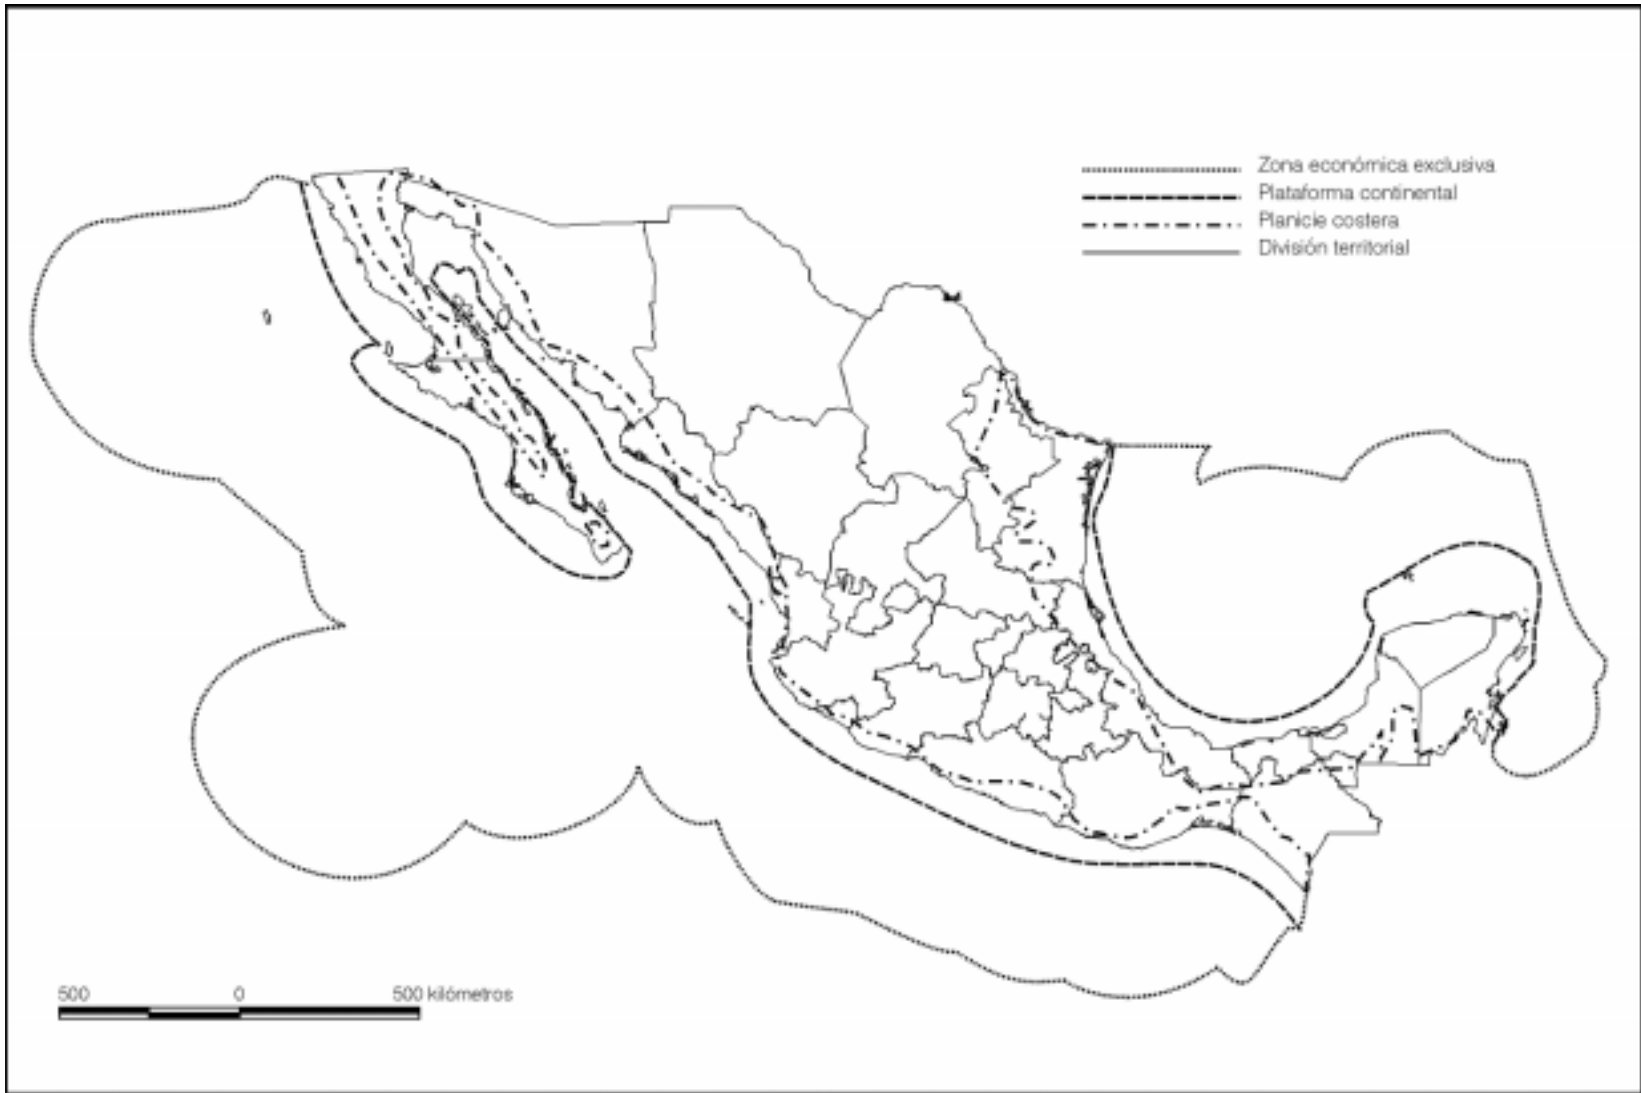 Zona económica exclusiva
Plataforma continental
Planicie costera
División territorial
500 0 500 kilómetros